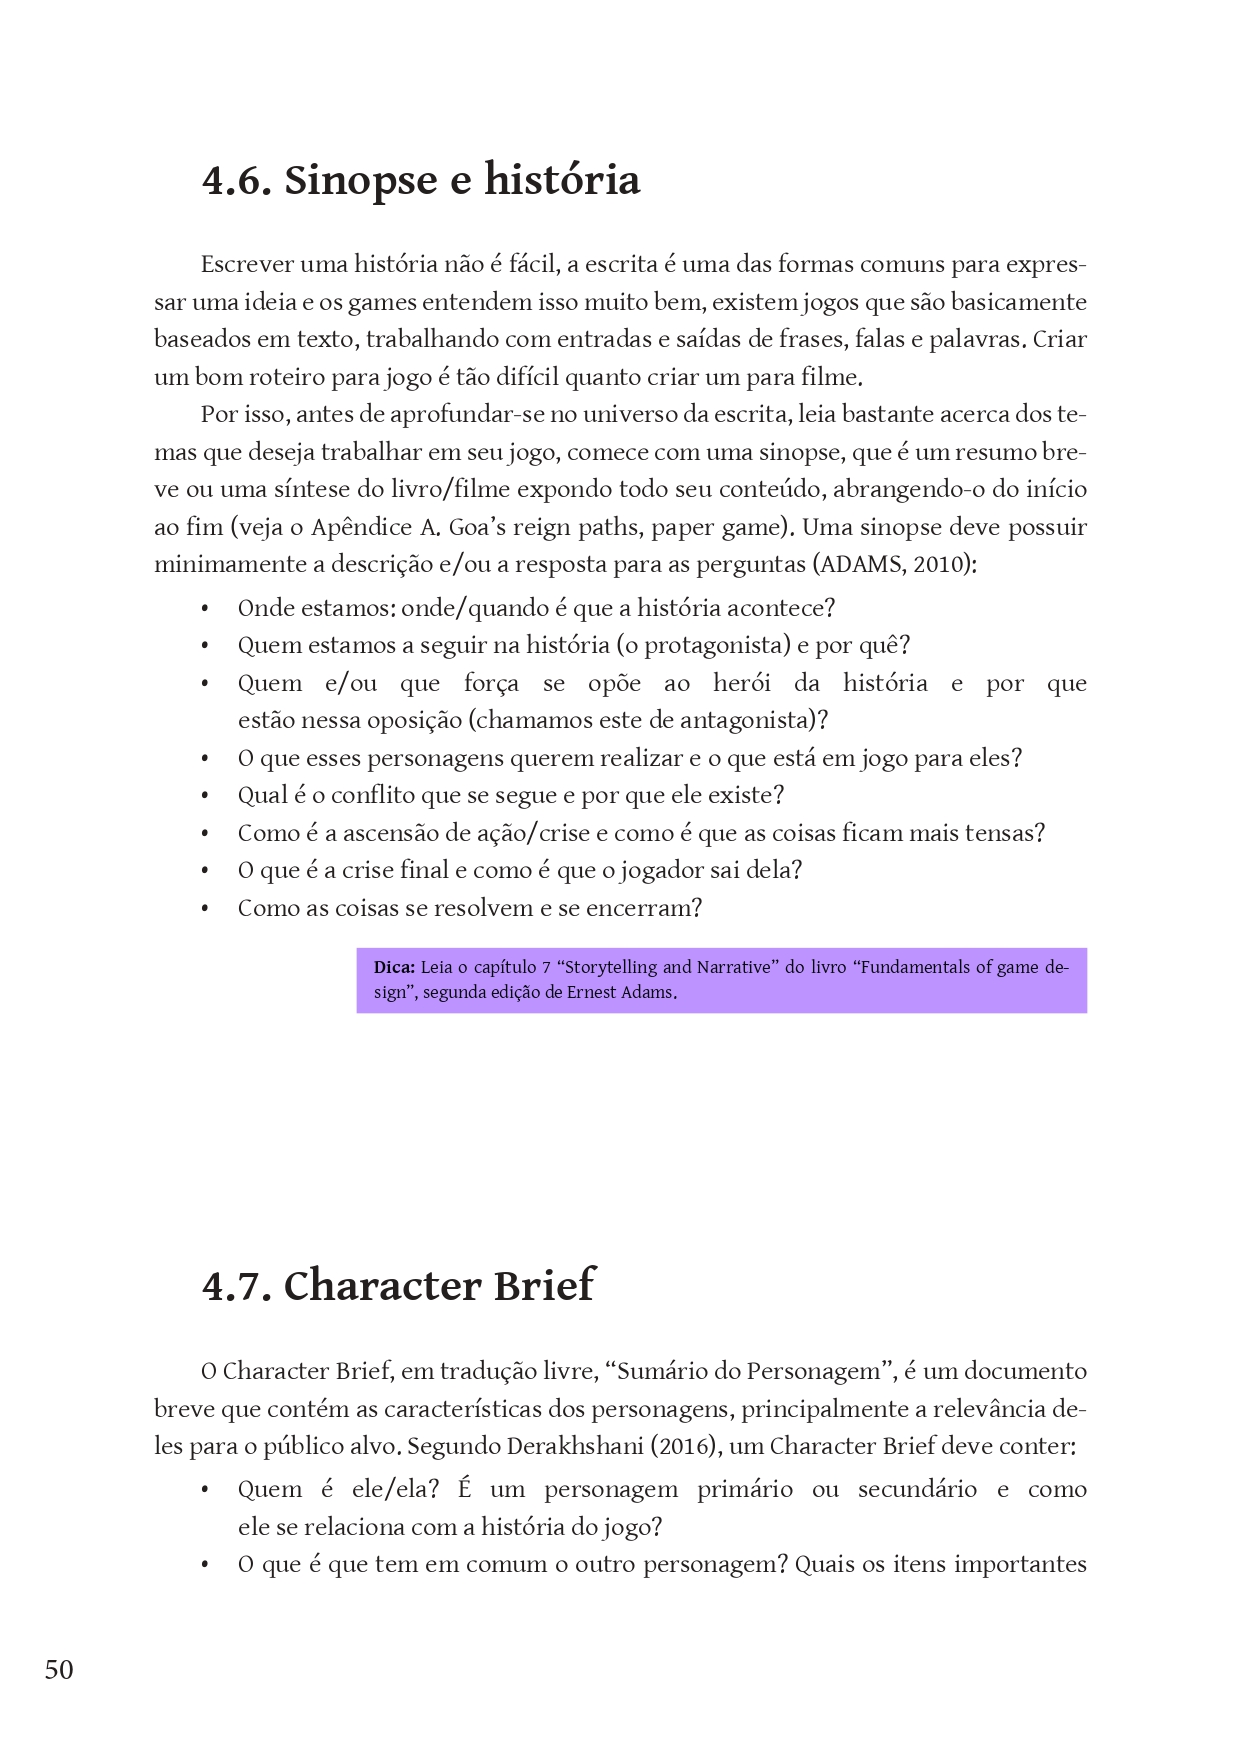 4.6. Sinopse e história
Escrever uma história não é fácil, a escrita é uma das formas comuns para expres-
sar uma ideia e os games entendem isso muito bem, existem jogos que são basicamente
baseados em texto, trabalhando com entradas e saídas de frases, falas e palavras. Criar
um bom roteiro para jogo é tão difícil quanto criar um para filme.
Por isso, antes de aprofundar-se no universo da escrita, leia bastante acerca dos te-
mas que deseja trabalhar em seu jogo, comece com uma sinopse, que é um resumo bre-
ve ou uma síntese do livro/filme expondo todo seu conteúdo, abrangendo-o do início
ao fim (veja o Apêndice A. Goa’s reign paths, paper game). Uma sinopse deve possuir
minimamente a descrição e/ou a resposta para as perguntas (ADAMS, 2010):
• Onde estamos: onde/quando é que a história acontece?
• Quem estamos a seguir na história (o protagonista) e por quê?
• Quem e/ou que força se opõe ao herói da história e por que
estão nessa oposição (chamamos este de antagonista)?
• O que esses personagens querem realizar e o que está em jogo para eles?
• Qual é o conflito que se segue e por que ele existe?
• Como é a ascensão de ação/crise e como é que as coisas ficam mais tensas?
• O que é a crise final e como é que o jogador sai dela?
• Como as coisas se resolvem e se encerram?
Dica: Leia o capítulo 7 “Storytelling and Narrative” do livro “Fundamentals of game de-
sign”, segunda edição de Ernest Adams.
4.7. Character Brief
O Character Brief, em tradução livre, “Sumário do Personagem”, é um documento
breve que contém as características dos personagens, principalmente a relevância de-
les para o público alvo. Segundo Derakhshani (2016), um Character Brief deve conter:
• Quem é ele/ela? É um personagem primário ou secundário e como
ele se relaciona com a história do jogo?
• O que é que tem em comum o outro personagem? Quais os itens importantes
50